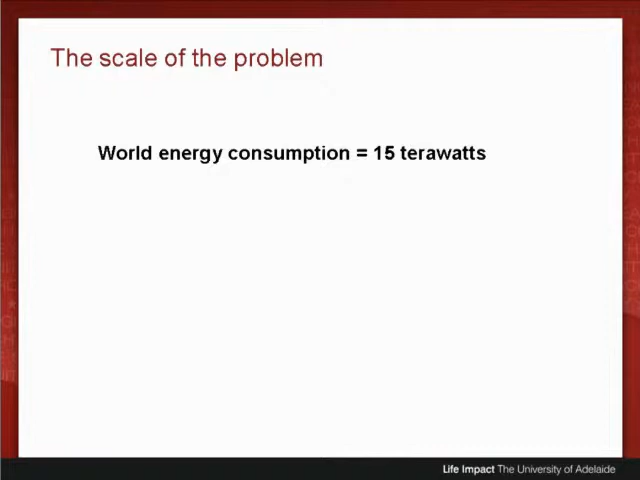 The scale of the problem
World energy consumption = 15 terawatts
Life Impact The University of Adelaide